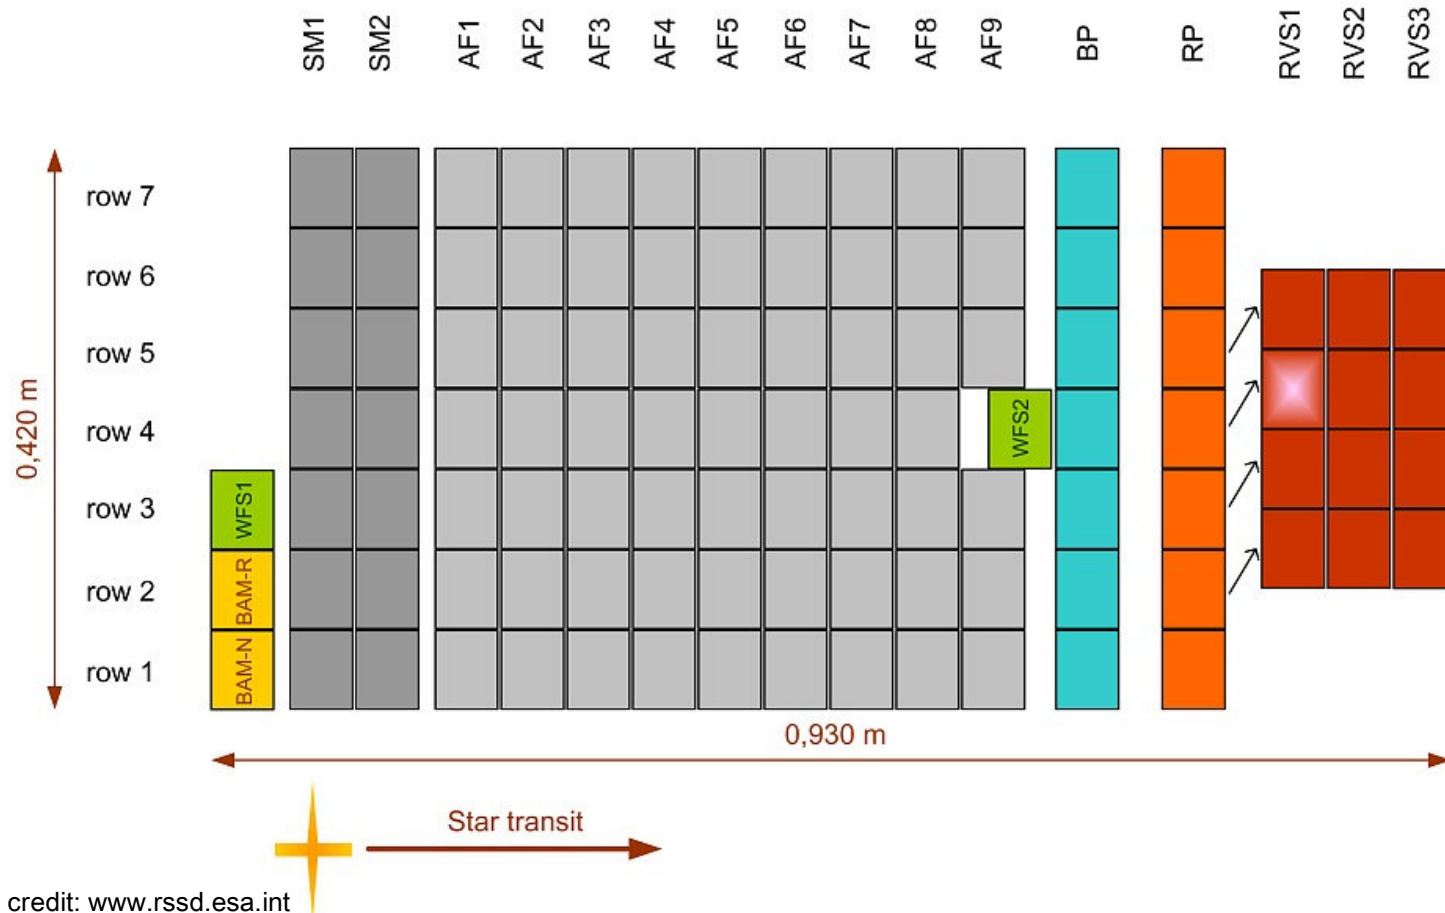 SM1 SM2 AF1 AF2 AF3 AF4 AF5 AF6 AF7 AF8 AF9 BP RP RVS1 RVS2 RVS3
row 7
row 6
row 5
row 4
WFS2
row 3
WFS1
row 2
BAM-R
row 1
BAM-N
0,420 m
0,930 m
Star transit
credit: www.rssd.esa.int